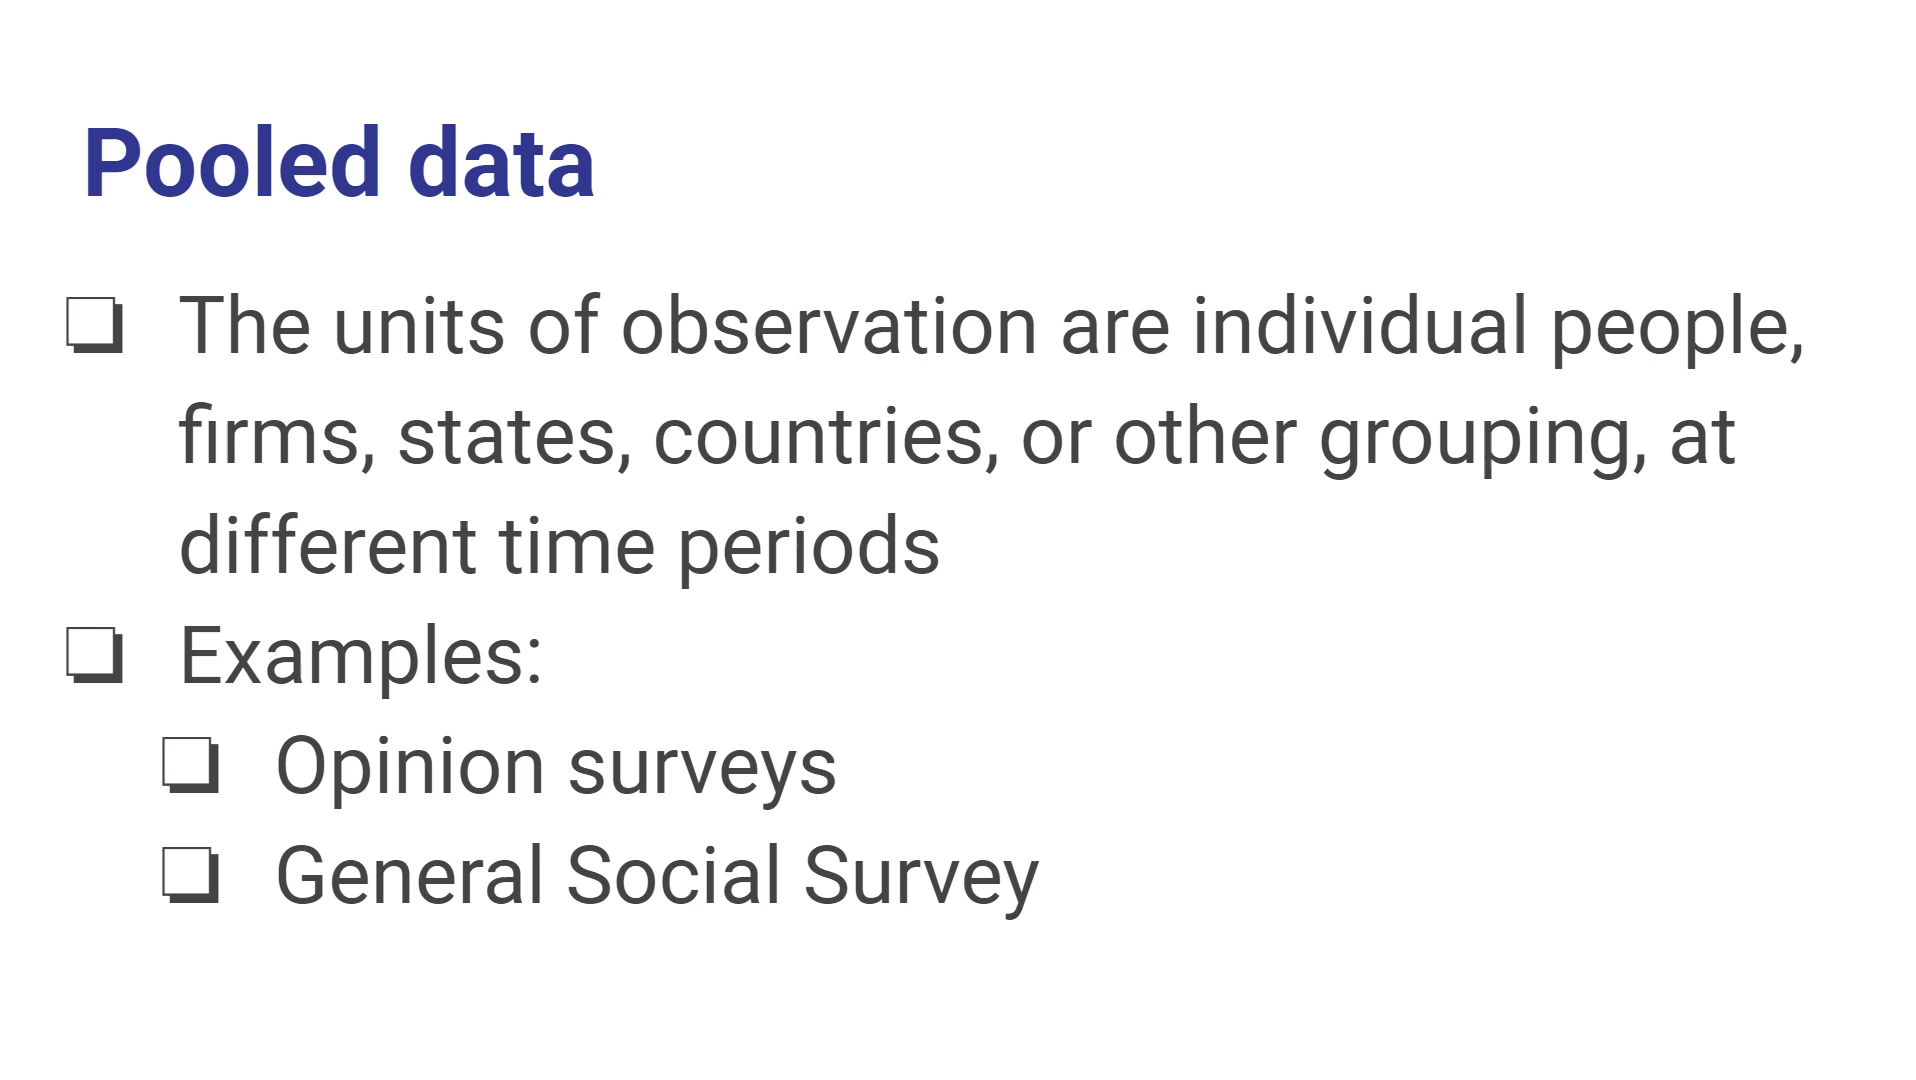 Pooled data
❏ The units of observation are individual people,
firms, states, countries, or other grouping, at
different time periods
❏ Examples:
❏ Opinion surveys
❏ General Social Survey